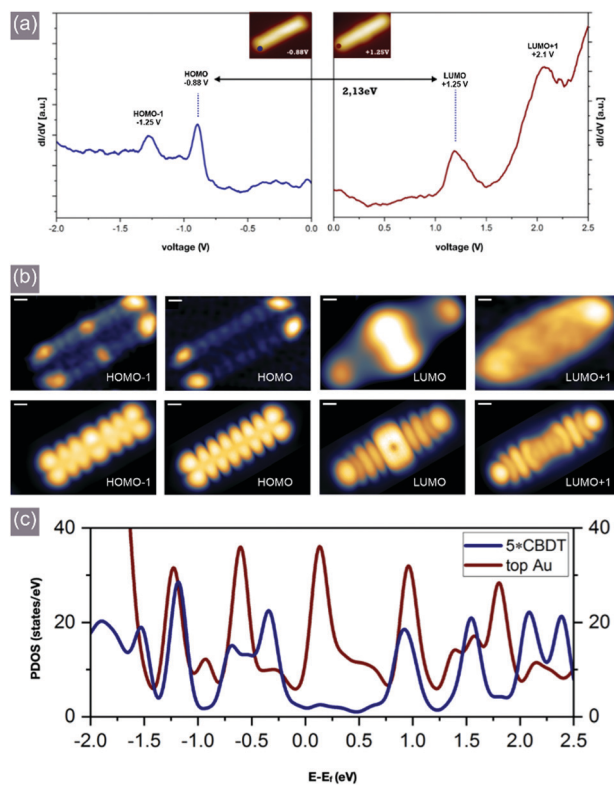 (a)
-0.88V
+1.25V
HOMO
-0.88 V
HOMO-1
-1.25 V
2,13eV
LUMO
+1.25 V
LUMO+1
+2.1 V
dI/dV [a.u.]
dI/dV [a.u.]
-2.0 -1.5 -1.0 -0.5 0.0
0.0 0.5 1.0 1.5 2.0 2.5
voltage (V)
voltage (V)
(b)
HOMO-1 HOMO LUMO LUMO+1
HOMO-1 HOMO LUMO LUMO+1
(c)
40
20
0
PDOS (states/eV)
5*CBDT
top Au
40
20
0
-2.0 -1.5 -1.0 -0.5 0.0 0.5 1.0 1.5 2.0 2.5
E-Ef (eV)